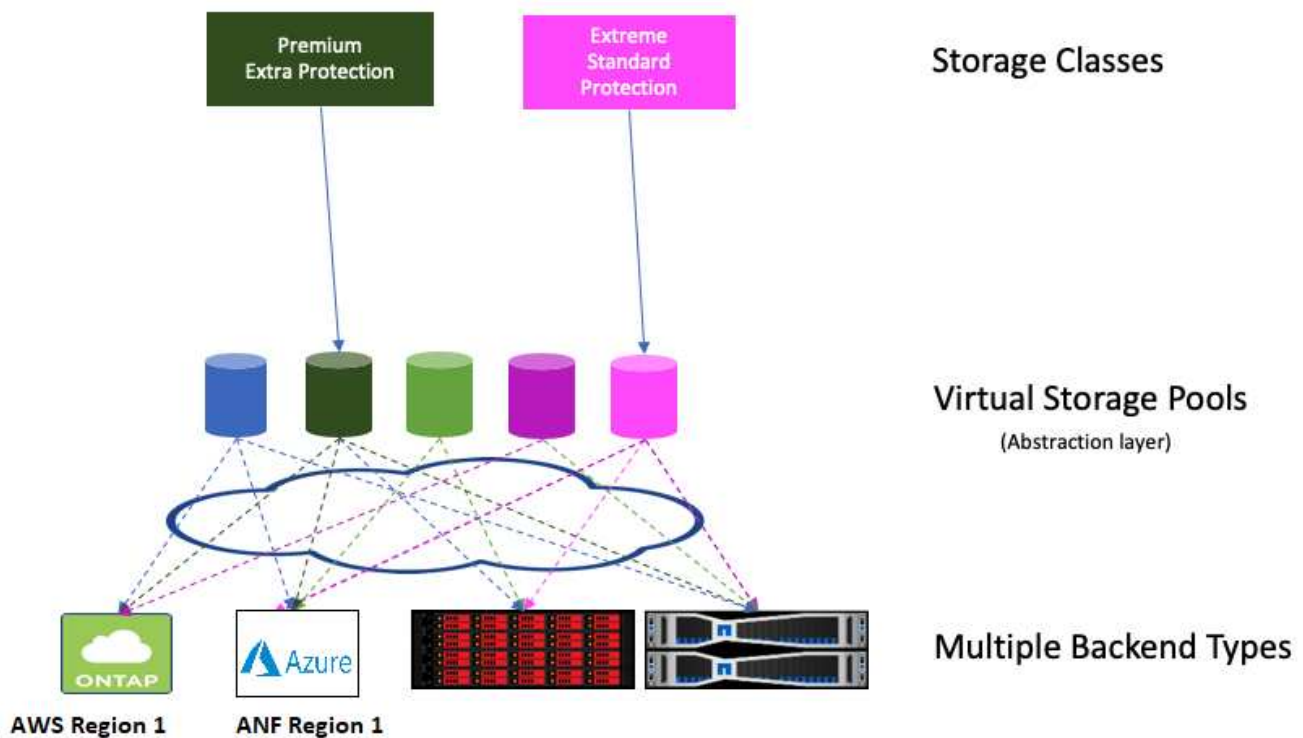 Premium
Extra Protection
Extreme
Standard
Protection
Storage Classes
Virtual Storage Pools
(Abstraction layer)
ONTAP
Azure
Multiple Backend Types
AWS Region 1
ANF Region 1